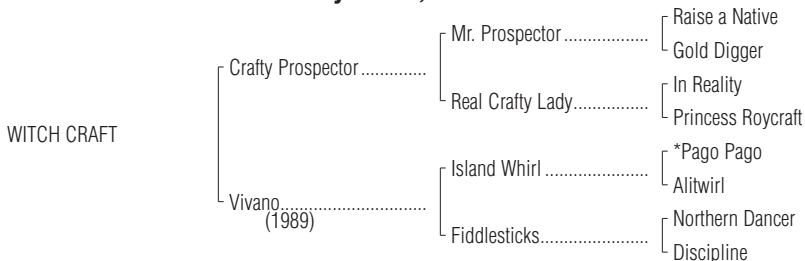 Raise a Native
Mr. Prospector
Gold Digger
Crafty Prospector
In Reality
Real Crafty Lady
Princess Roycraft
WITCH CRAFT
*Pago Pago
Island Whirl
Alitwirl
Vivano
(1989)
Northern Dancer
Fiddlesticks
Discipline